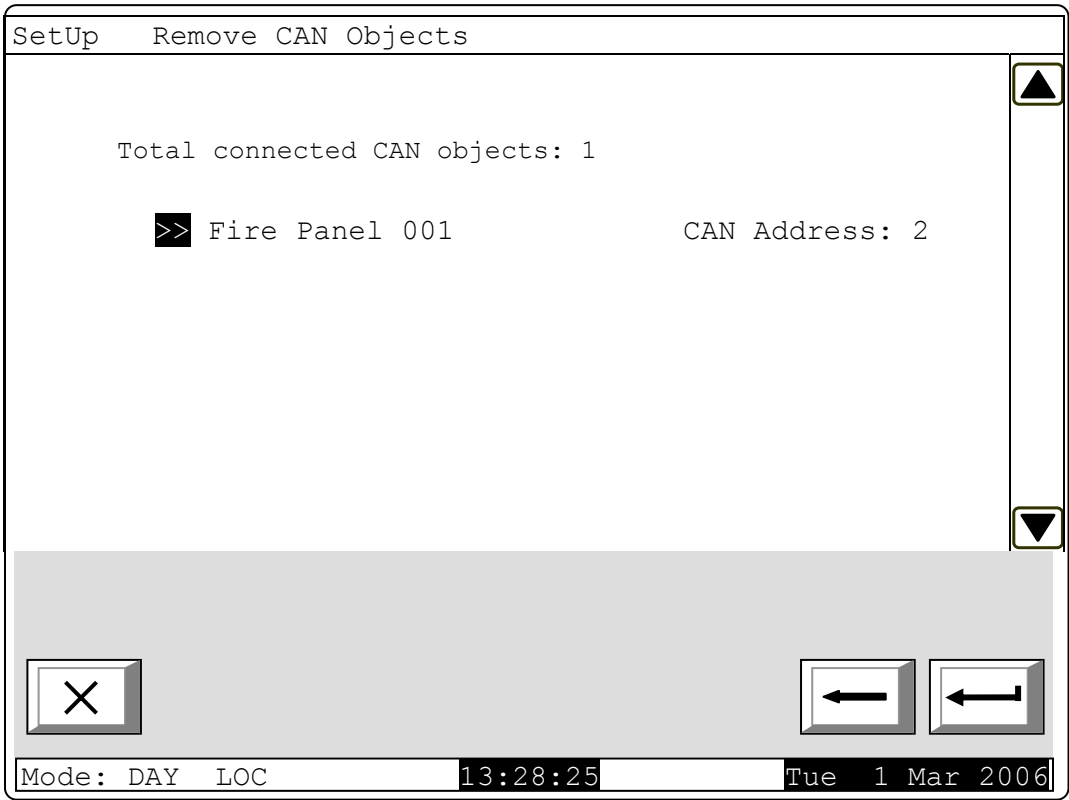 SetUp Remove CAN Objects
Total connected CAN objects: 1
>> Fire Panel 001 CAN Address: 2
Mode: DAY LOC 13:28:25 Tue 1 Mar 2006